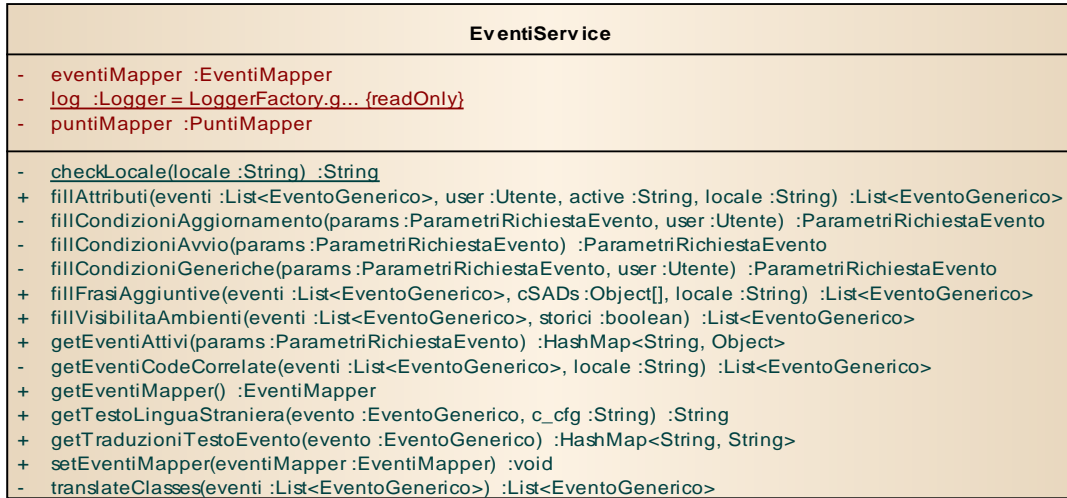 EventiService
- eventiMapper :EventiMapper
- log :Logger = LoggerFactory.g... {readOnly}
- puntiMapper :PuntiMapper
- checkLocale(locale :String) :String
+ fillAttributi(eventi :List<EventoGenerico>, user :Utente, active :String, locale :String) :List<EventoGenerico>
- fillCondizioniAggiornamento(params :ParametriRichiestaEvento, user :Utente) :ParametriRichiestaEvento
- fillCondizioniAvvio(params :ParametriRichiestaEvento) :ParametriRichiestaEvento
- fillCondizioniGeneriche(params :ParametriRichiestaEvento, user :Utente) :ParametriRichiestaEvento
+ fillFrasiAggiuntive(eventi :List<EventoGenerico>, cSADs :Object[], locale :String) :List<EventoGenerico>
+ fillVisibilitaAmbienti(eventi :List<EventoGenerico>, storici :boolean) :List<EventoGenerico>
+ getEventiAttivi(params :ParametriRichiestaEvento) :HashMap<String, Object>
- getEventiCodeCorrelate(eventi :List<EventoGenerico>, locale :String) :List<EventoGenerico>
+ getEventiMapper() :EventiMapper
+ getTestoLinguaStraniera(evento :EventoGenerico, c_cfg :String) :String
+ getTraduzioniTestoEvento(evento :EventoGenerico) :HashMap<String, String>
+ setEventiMapper(eventiMapper :EventiMapper) :void
- translateClasses(eventi :List<EventoGenerico>) :List<EventoGenerico>